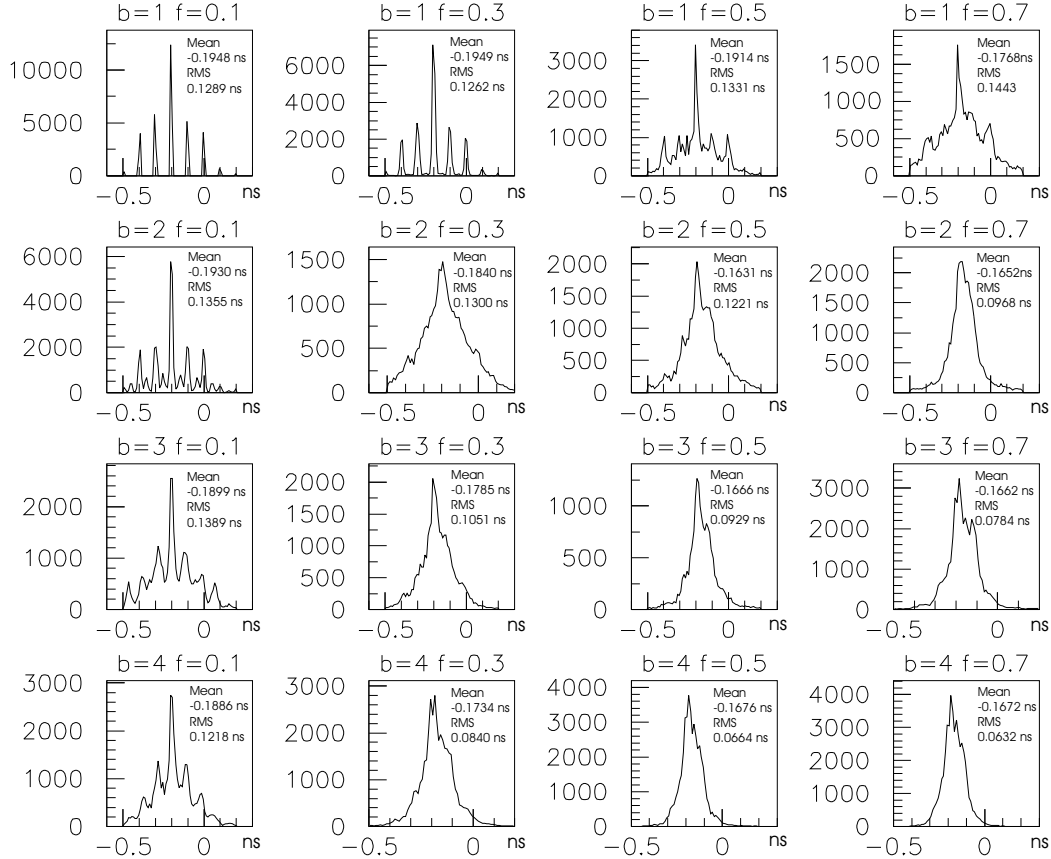 b=1 f=0.1
Mean
-0.1948 ns
RMS
0.1289 ns
10000
5000
0
−0.5
0
ns
b=1 f=0.3
Mean
-0.1949 ns
RMS
0.1262 ns
6000
4000
2000
0
−0.5
0
ns
b=1 f=0.5
Mean
-0.1914 ns
RMS
0.1331 ns
3000
2000
1000
0
−0.5
0
ns
b=1 f=0.7
Mean
-0.1768ns
RMS
0.1443
1500
1000
500
0
−0.5
0
ns
b=2 f=0.1
Mean
-0.1930 ns
RMS
0.1355 ns
6000
4000
2000
0
−0.5
0
ns
b=2 f=0.3
Mean
-0.1840 ns
RMS
0.1300 ns
1500
1000
500
0
−0.5
0
ns
b=2 f=0.5
Mean
-0.1631 ns
RMS
0.1221 ns
2000
1500
1000
500
0
−0.5
0
ns
b=2 f=0.7
Mean
-0.1652ns
RMS
0.0968 ns
2000
1500
1000
500
0
−0.5
0
ns
b=3 f=0.1
Mean
-0.1899 ns
RMS
0.1389 ns
2000
1000
0
−0.5
0
ns
b=3 f=0.3
Mean
-0.1785 ns
RMS
0.1051 ns
2000
1500
1000
500
0
−0.5
0
ns
b=3 f=0.5
Mean
-0.1666 ns
RMS
0.0929 ns
1000
500
0
−0.5
0
ns
b=3 f=0.7
Mean
-0.1662 ns
RMS
0.0784 ns
3000
2000
1000
0
−0.5
0
ns
b=4 f=0.1
Mean
-0.1886 ns
RMS
0.1218 ns
3000
2000
1000
0
−0.5
0
ns
b=4 f=0.3
Mean
-0.1734 ns
RMS
0.0840 ns
3000
2000
1000
0
−0.5
0
ns
b=4 f=0.5
Mean
-0.1676 ns
RMS
0.0664 ns
4000
3000
2000
1000
0
−0.5
0
ns
b=4 f=0.7
Mean
-0.1672 ns
RMS
0.0632 ns
4000
3000
2000
1000
0
−0.5
0
ns